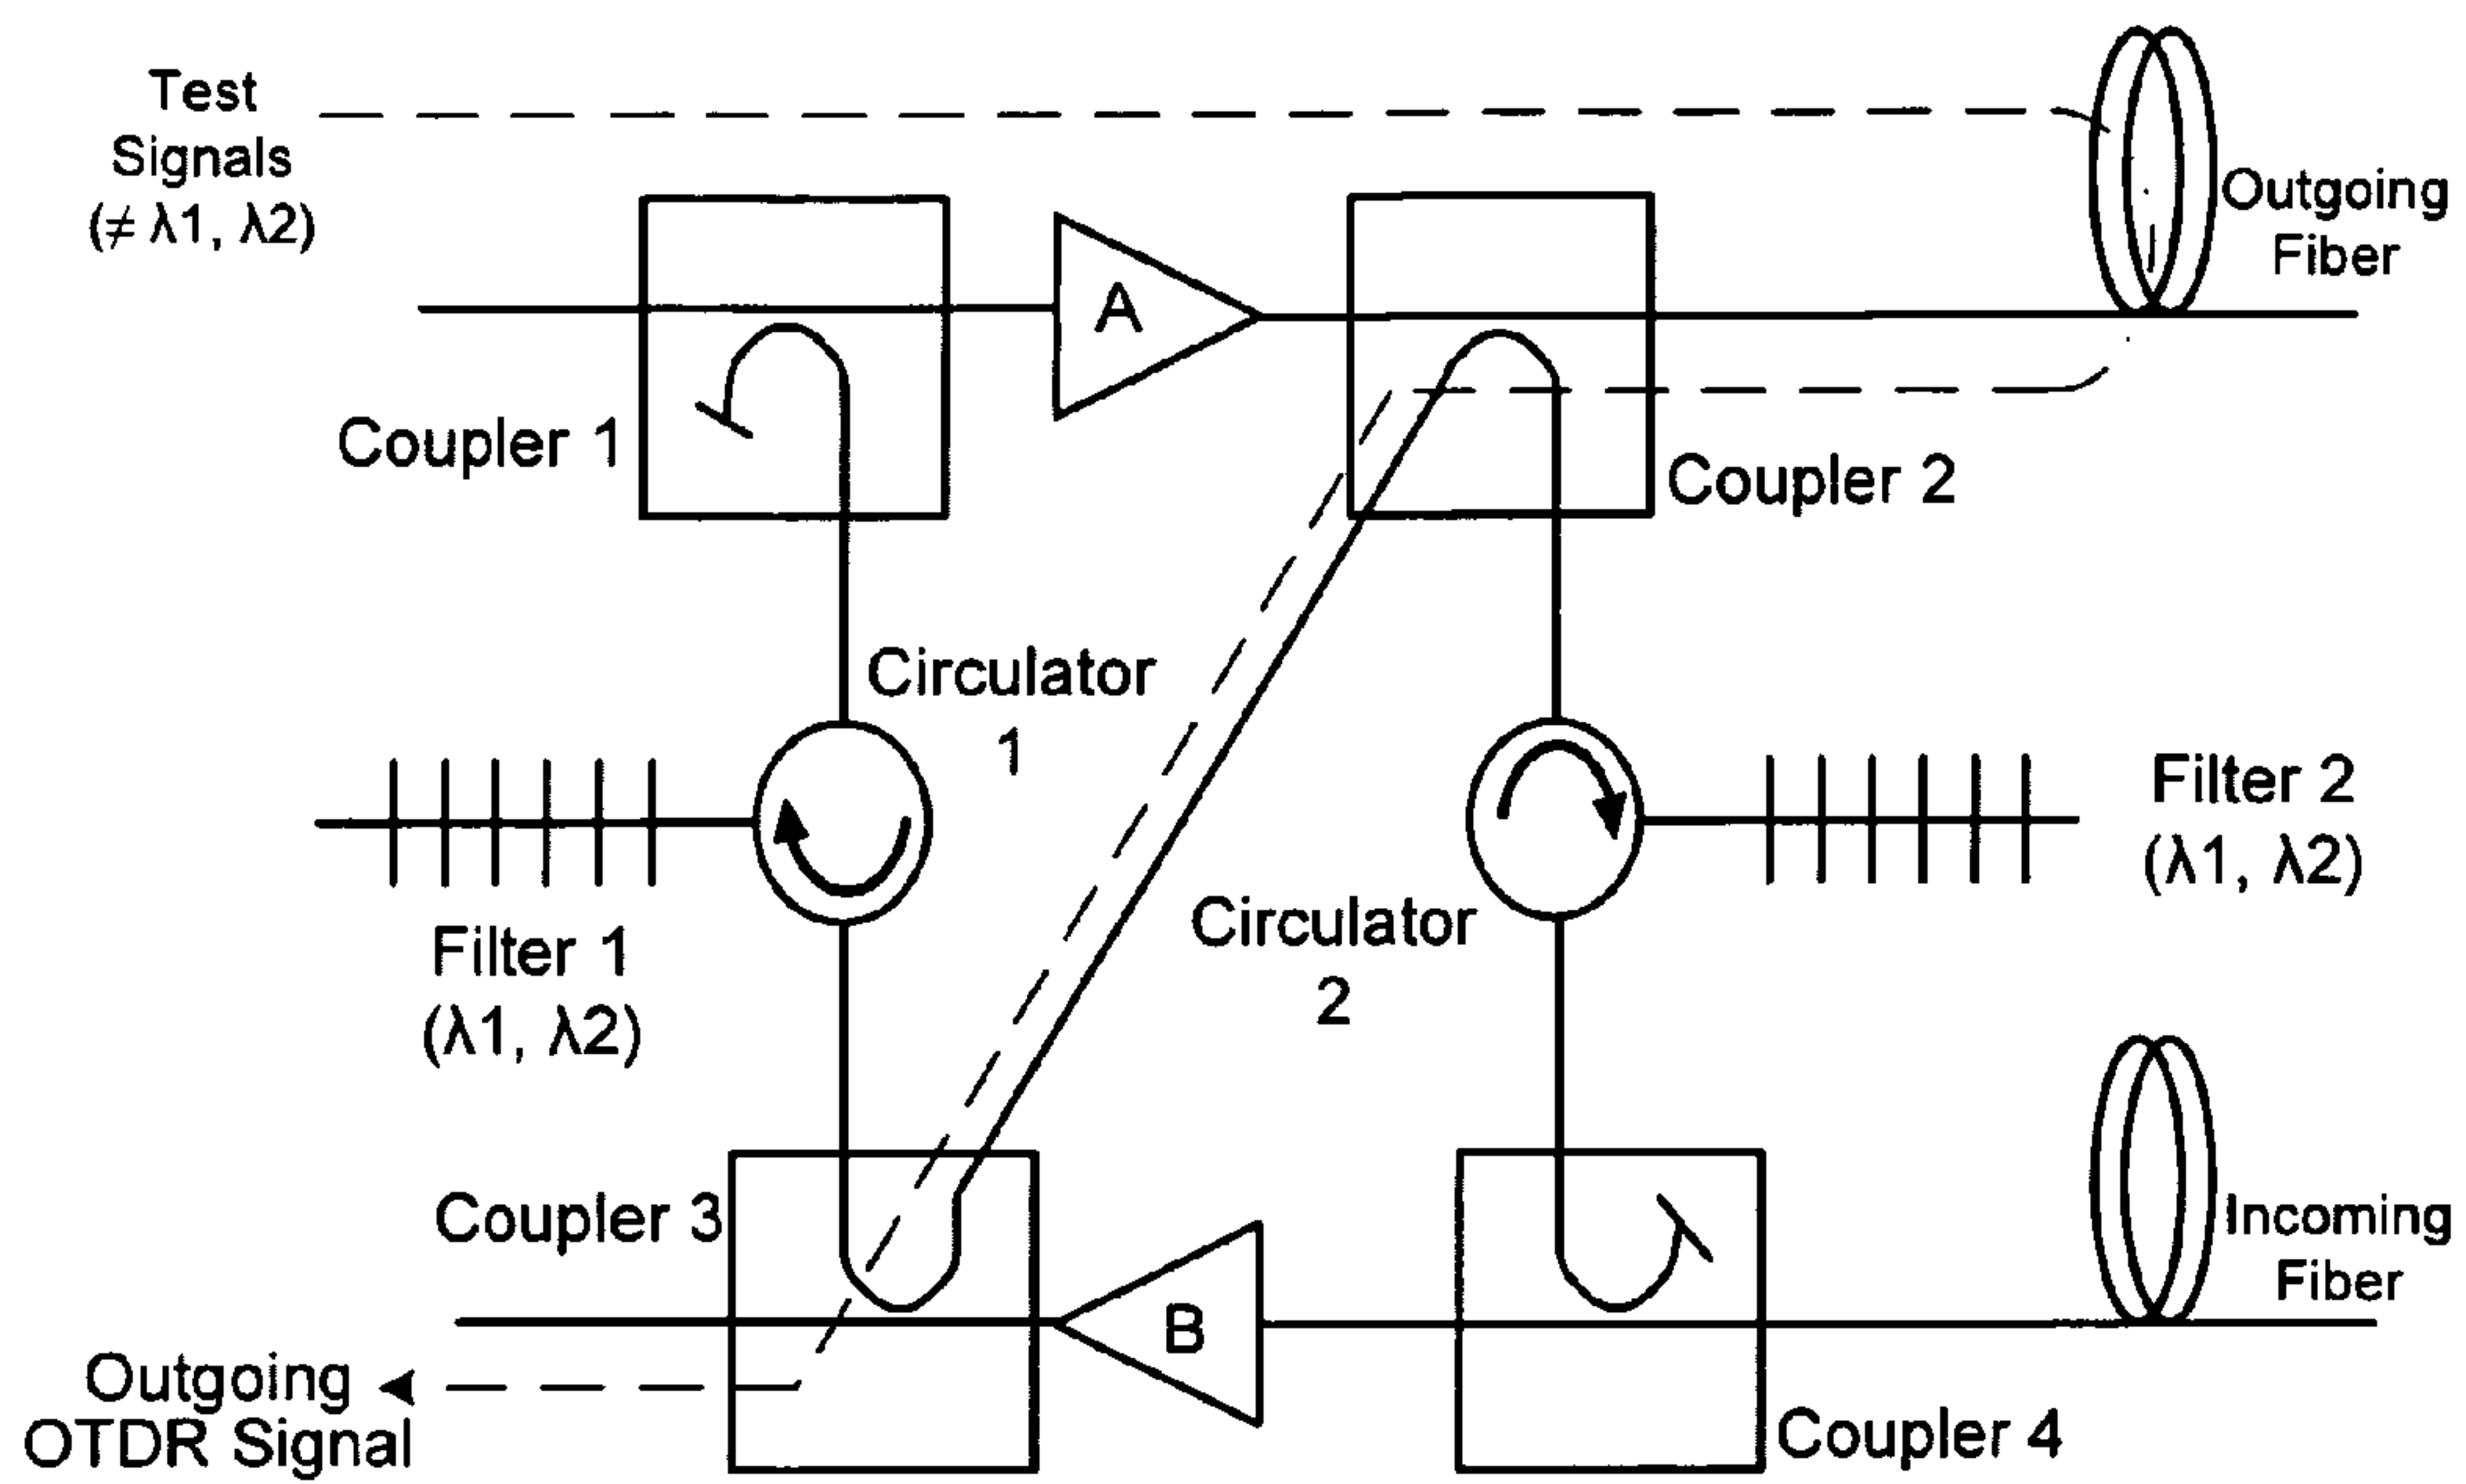 Test
Signals
(≠ λ1, λ2)
Outgoing
Fiber
A
Coupler 1
Coupler 2
Circulator
1
Filter 2
(λ1, λ2)
Filter 1
(λ1, λ2)
Circulator
2
Coupler 3
Incoming
Fiber
B
Outgoing
OTDR Signal
Coupler 4